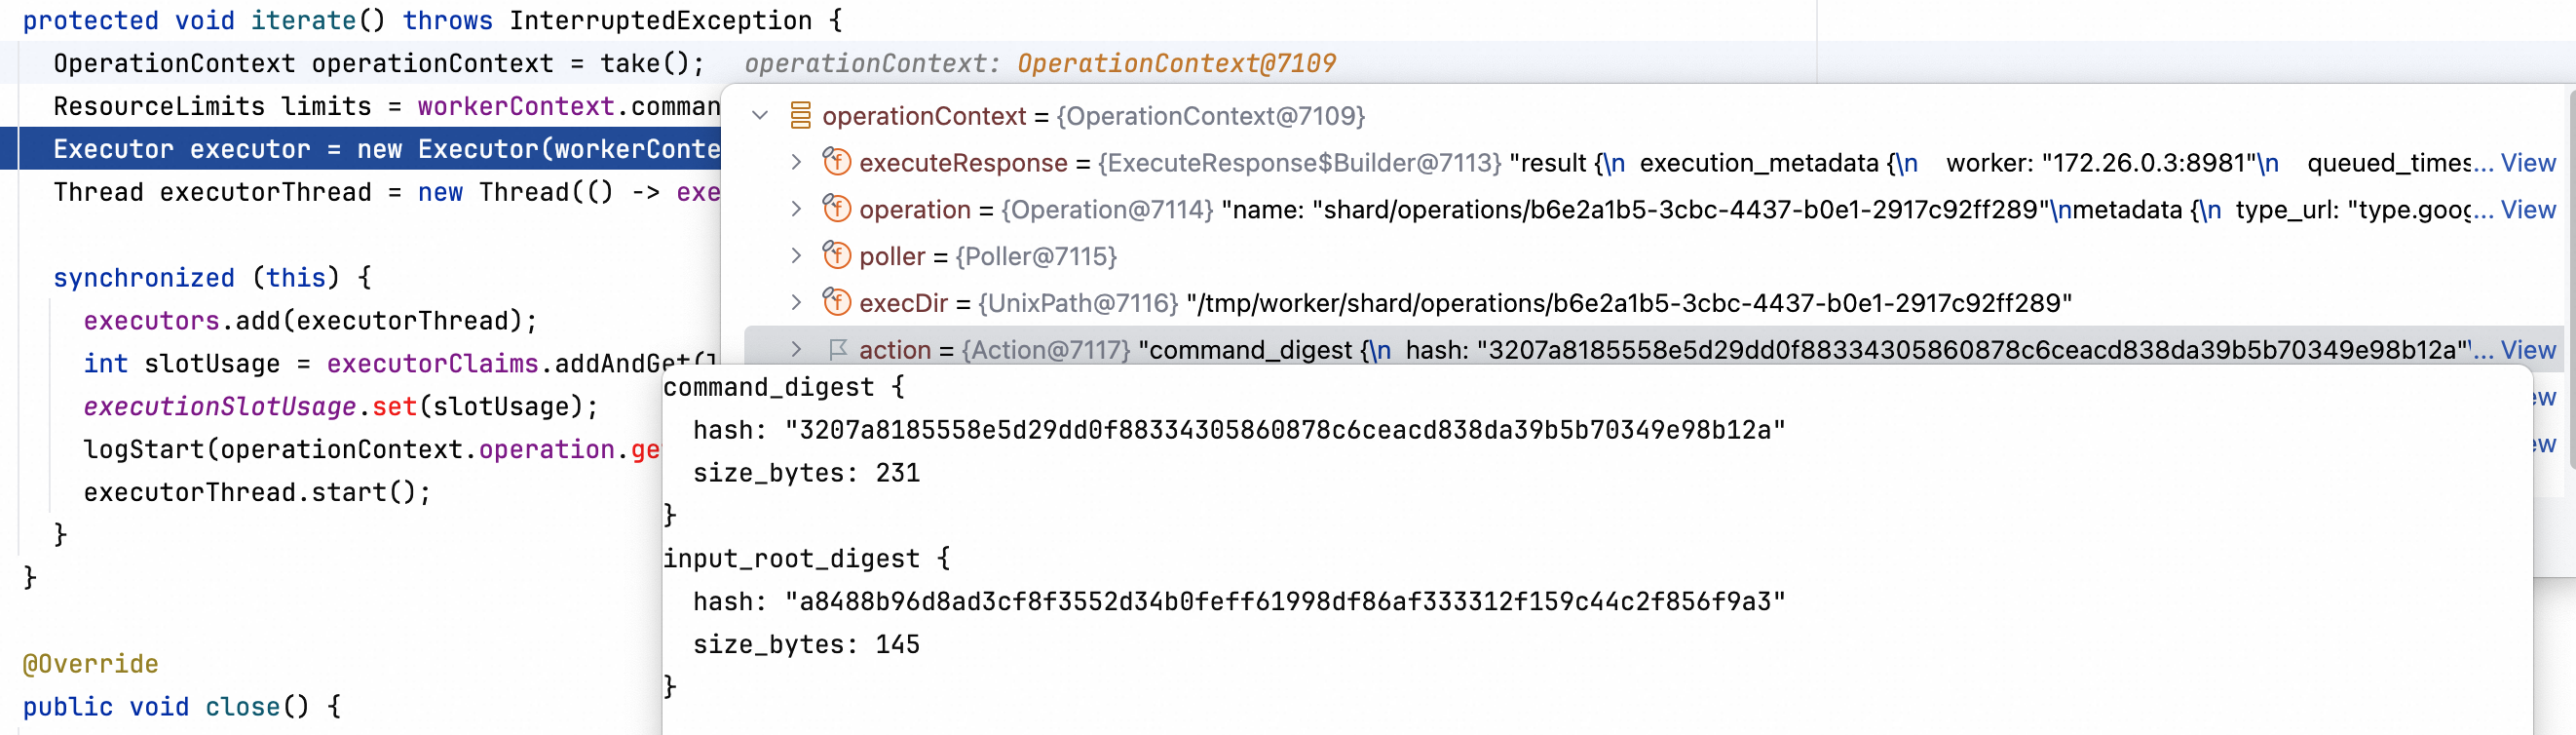 protected void iterate() throws InterruptedException {
OperationContext operationContext = take();   operationContext: OperationContext@7109
ResourceLimits limits = workerContext.comman
Executor executor = new Executor(workerConte
Thread executorThread = new Thread(() -> exe
synchronized (this) {
executors.add(executorThread);
int slotUsage = executorClaims.addAndGet(l
executionSlotUsage.set(slotUsage);
logStart(operationContext.operation.ge
executorThread.start();
}
}
@Override
public void close() {
operationContext = {OperationContext@7109}
executeResponse = {ExecuteResponse$Builder@7113} "result {\n  execution_metadata {\n    worker: "172.26.0.3:8981"\n    queued_times... View
operation = {Operation@7114} "name: "shard/operations/b6e2a1b5-3cbc-4437-b0e1-2917c92ff289"\nmetadata {\n  type_url: "type.goog... View
poller = {Poller@7115}
execDir = {UnixPath@7116} "/tmp/worker/shard/operations/b6e2a1b5-3cbc-4437-b0e1-2917c92ff289"
action = {Action@7117} "command_digest {\n  hash: "3207a8185558e5d29dd0f88334305860878c6ceacd838da39b5b70349e98b12a"\... View
ew
ew
command_digest {
hash: "3207a8185558e5d29dd0f88334305860878c6ceacd838da39b5b70349e98b12a"
size_bytes: 231
}
input_root_digest {
hash: "a8488b96d8ad3cf8f3552d34b0feff61998df86af333312f159c44c2f856f9a3"
size_bytes: 145
}